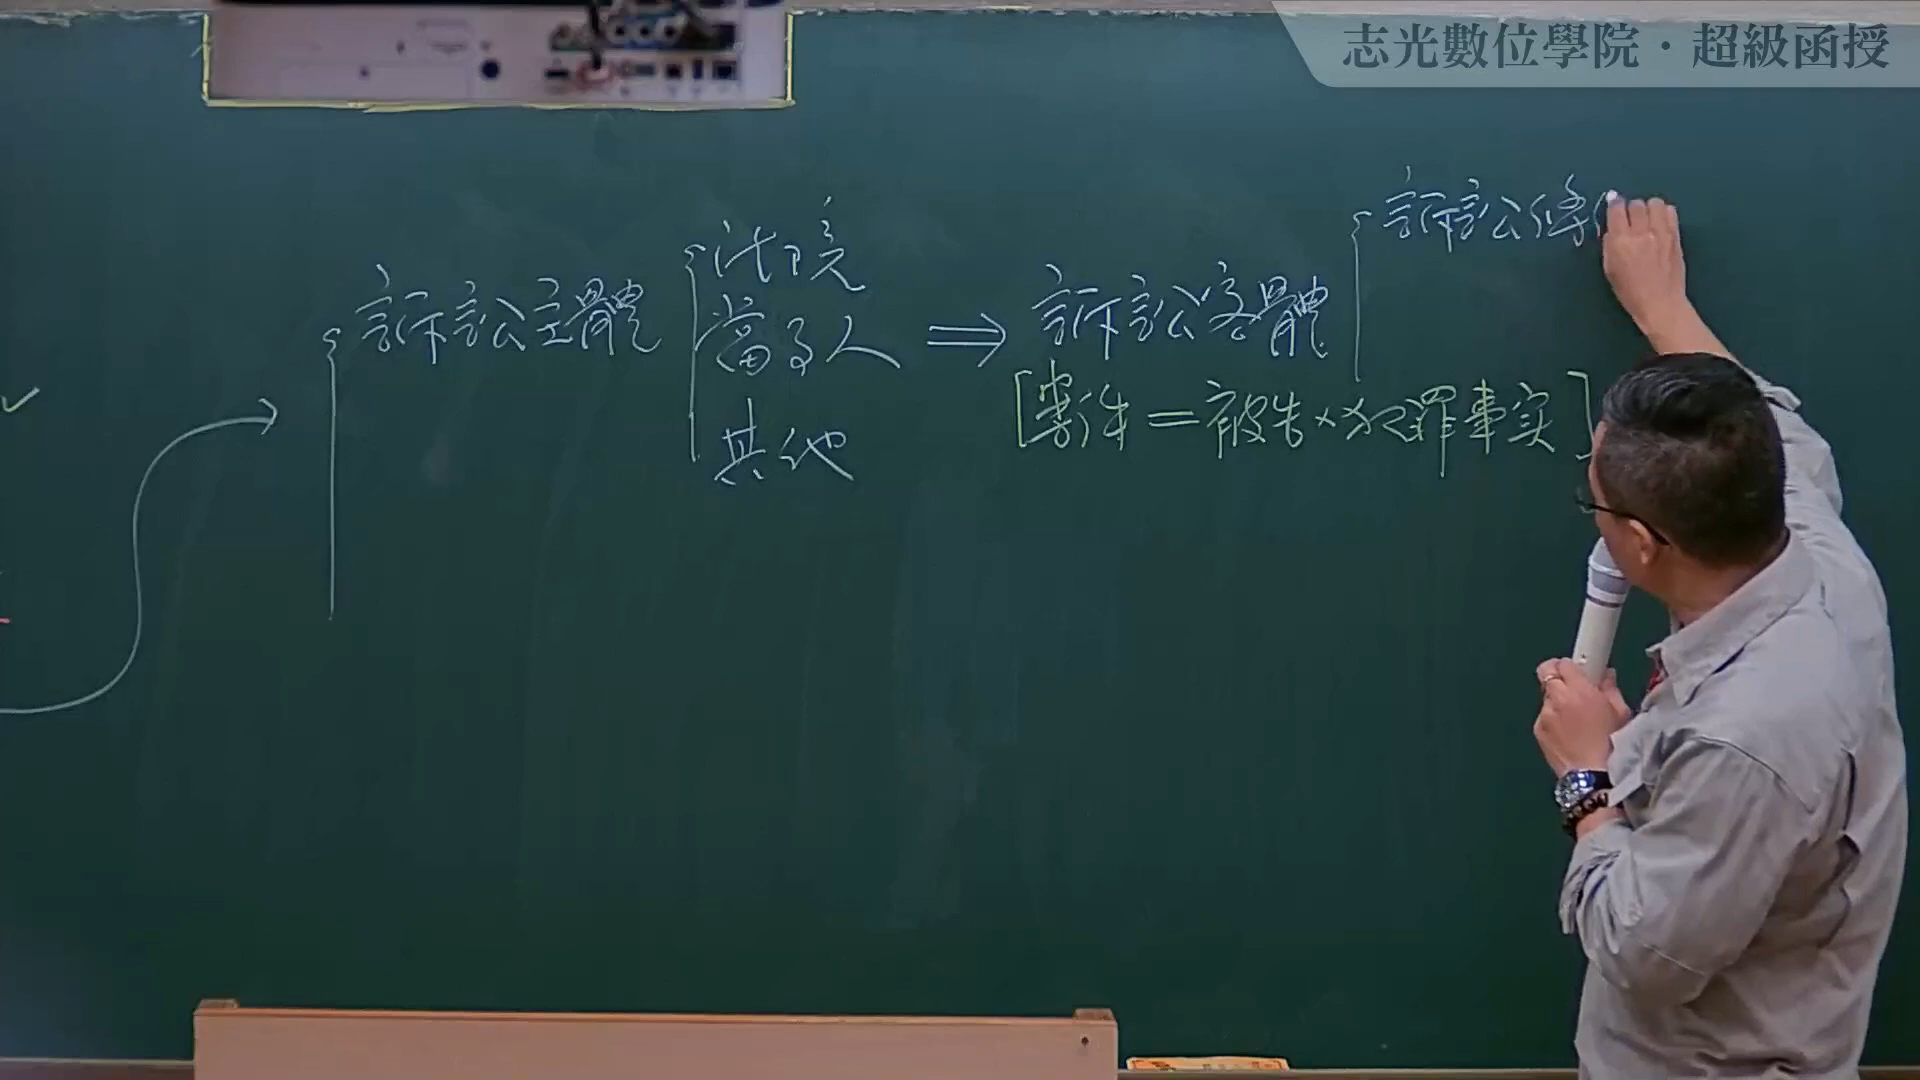 志光數位學院・超級函授
訴訟主體
法院
當事人
其他
⇒
訴訟客體
[案件=被告×犯罪事实]
訴訟條